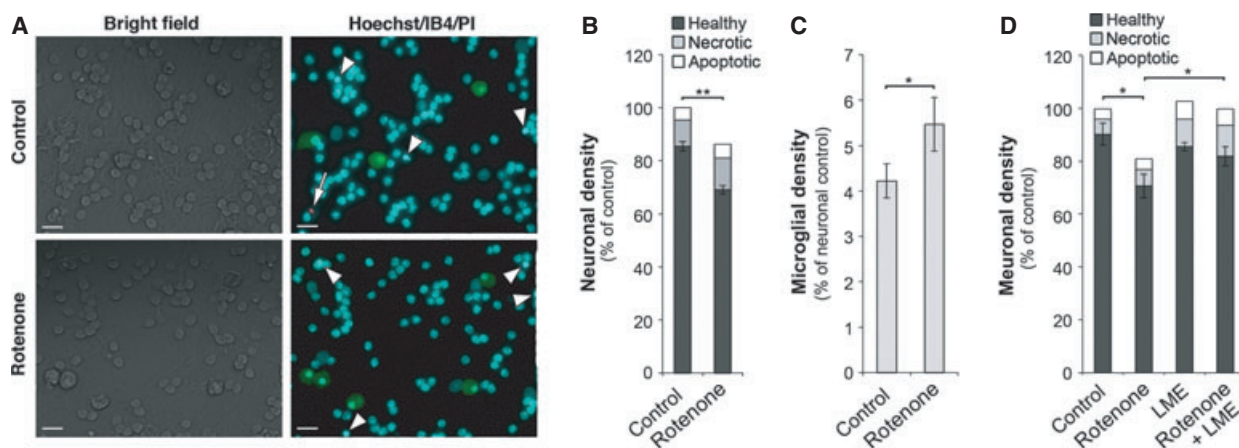 A
Bright field
Hoechst/IB4/PI
Control
Rotenone
B
Healthy
Necrotic
Apoptotic
Neuronal density
(% of control)
120
100
80
60
40
20
0
**
Control
Rotenone
C
Microglial density
(% of neuronal control)
7
6
5
4
3
2
1
0
*
Control
Rotenone
D
Healthy
Necrotic
Apoptotic
Meuronal density
(% of control)
120
100
80
60
40
20
0
*
*
Control
Rotenone
LME
Rotenone
+ LME